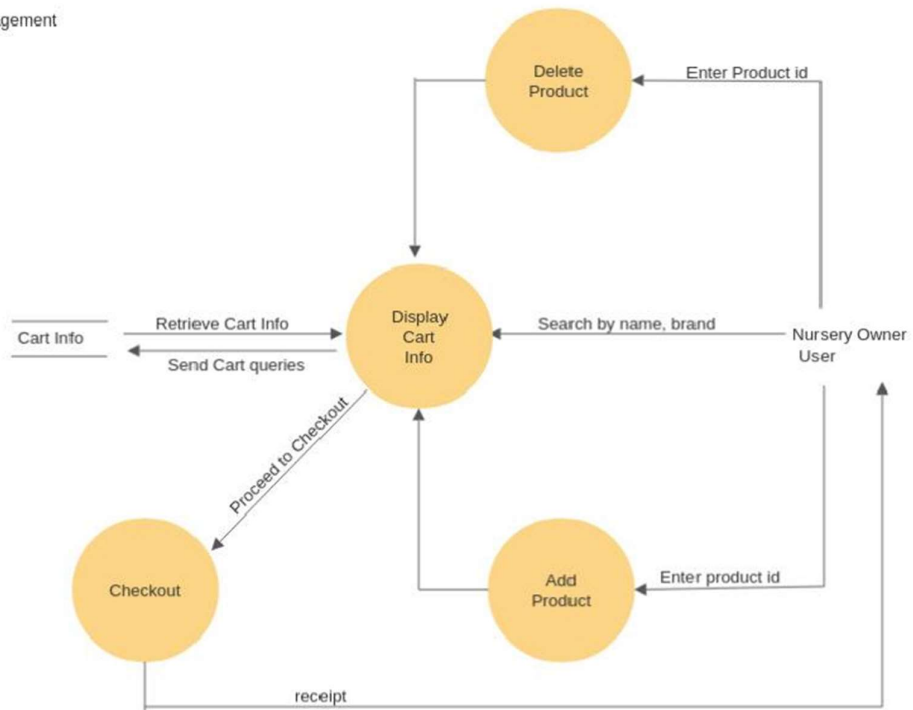 gement
Delete
Product
Enter Product id
Display
Cart
Info
Retrieve Cart Info
Cart Info
Send Cart queries
Search by name, brand
Nursery Owner
User
Proceed to Checkout
Checkout
Add
Product
Enter product id
receipt